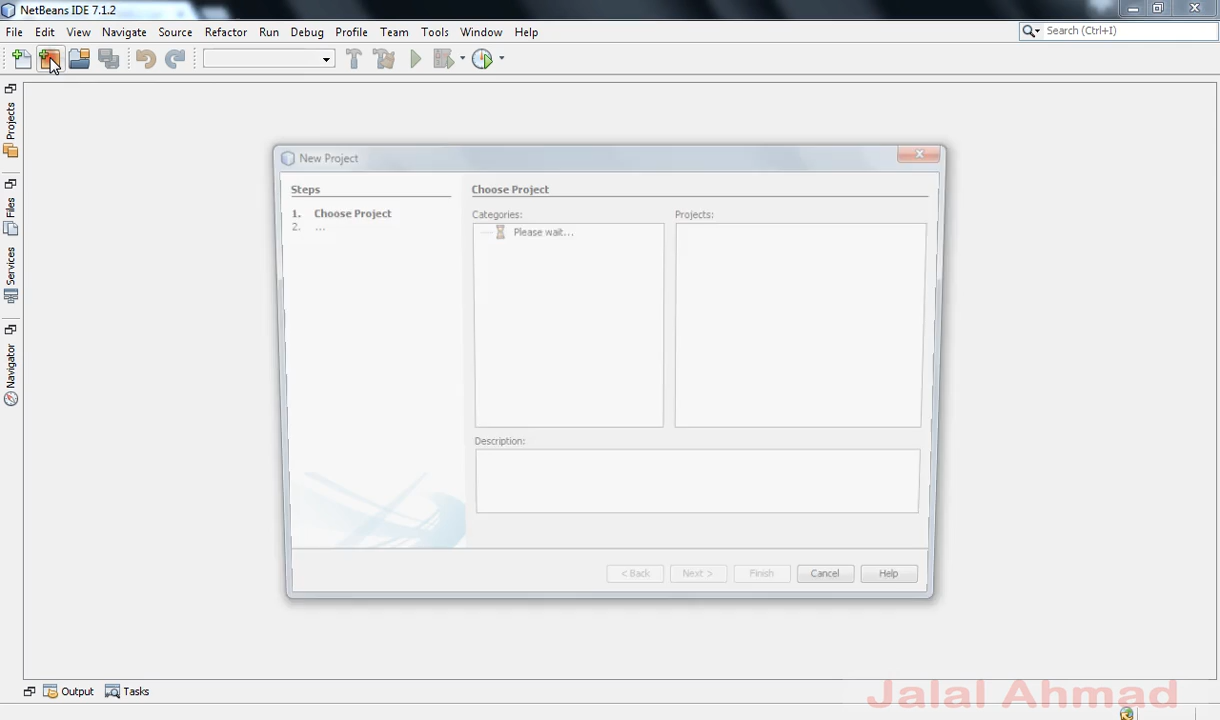 NetBeans IDE 7.1.2
File Edit View Navigate Source Refactor Run Debug Profile Team Tools Window Help
Search (Ctrl+I)
Projects
Files
Services
Navigator
New Project
Steps
1. Choose Project
2. ...
Choose Project
Categories:
Projects:
Please wait...
Description:
< Back
Next >
Finish
Cancel
Help
Output
Tasks
Jalal Ahmad